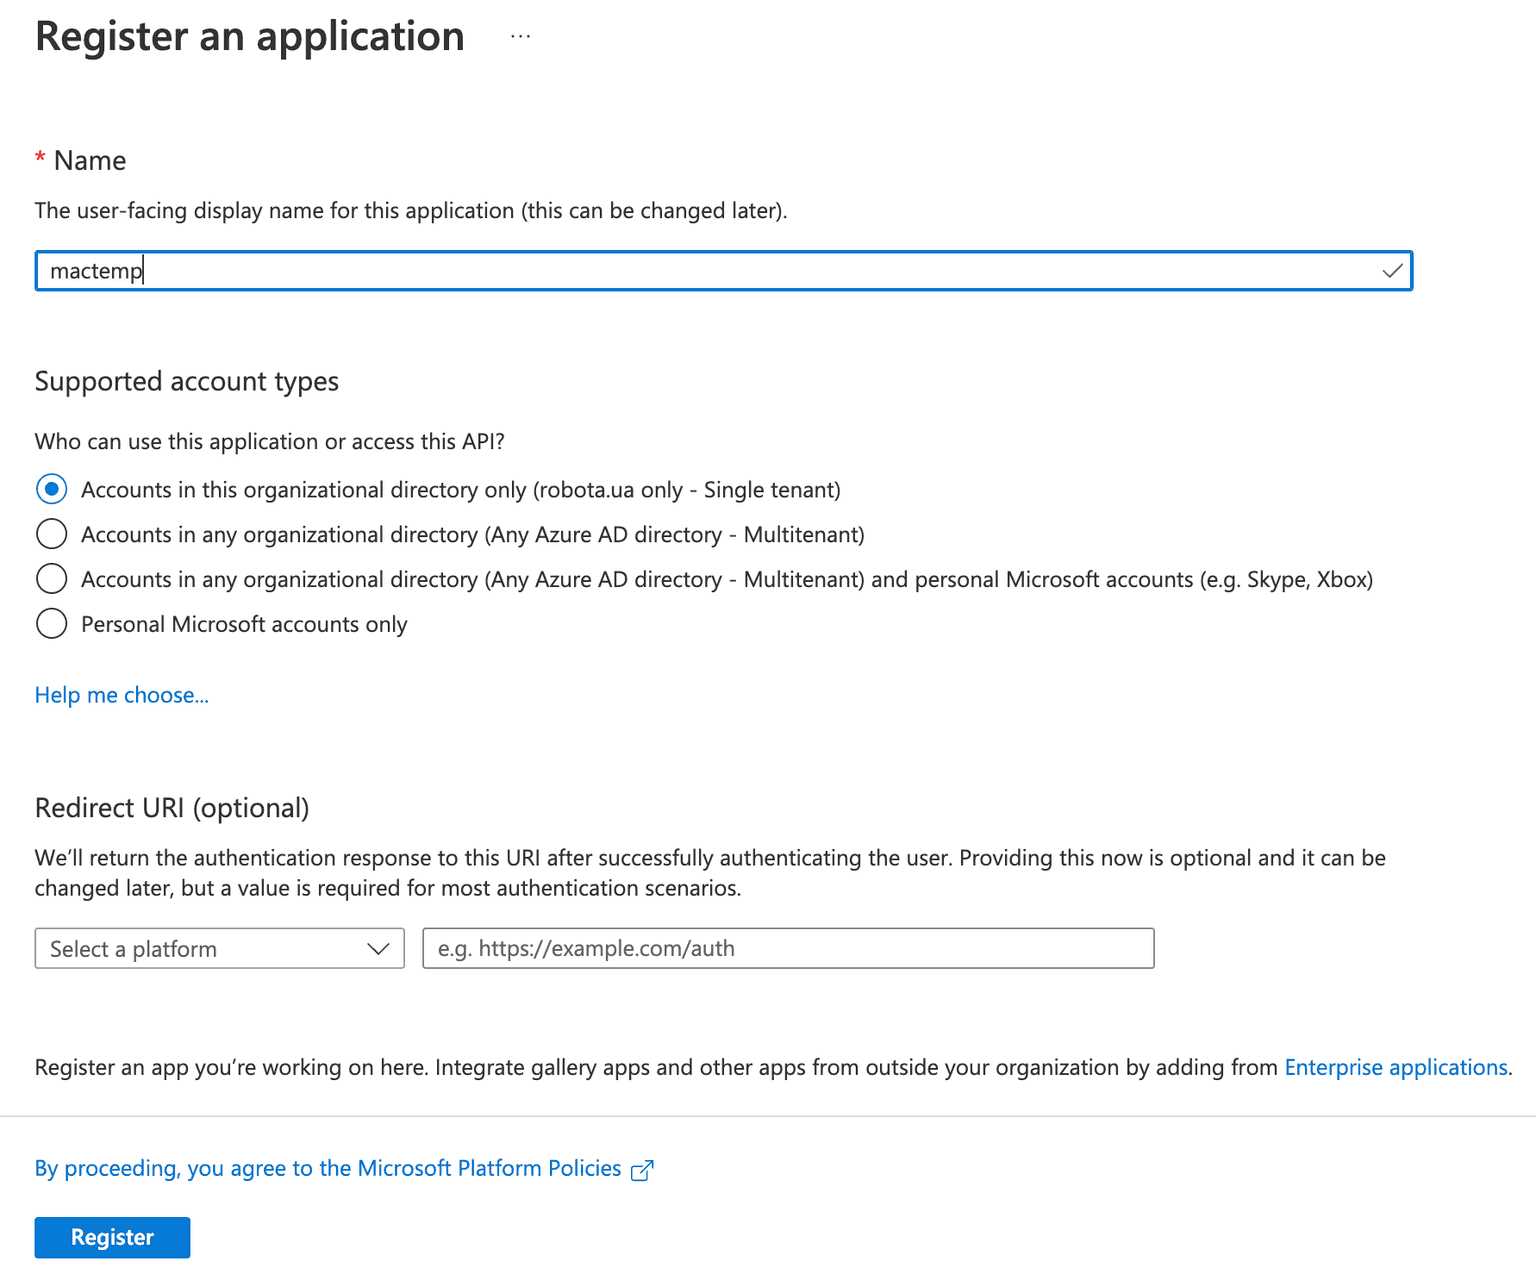 Register an application ...
* Name
The user-facing display name for this application (this can be changed later).
mactemp
Supported account types
Who can use this application or access this API?
Accounts in this organizational directory only (robota.ua only - Single tenant)
Accounts in any organizational directory (Any Azure AD directory - Multitenant)
Accounts in any organizational directory (Any Azure AD directory - Multitenant) and personal Microsoft accounts (e.g. Skype, Xbox)
Personal Microsoft accounts only
Help me choose...
Redirect URI (optional)
We’ll return the authentication response to this URI after successfully authenticating the user. Providing this now is optional and it can be
changed later, but a value is required for most authentication scenarios.
Select a platform
e.g. https://example.com/auth
Register an app you’re working on here. Integrate gallery apps and other apps from outside your organization by adding from Enterprise applications.
By proceeding, you agree to the Microsoft Platform Policies
Register